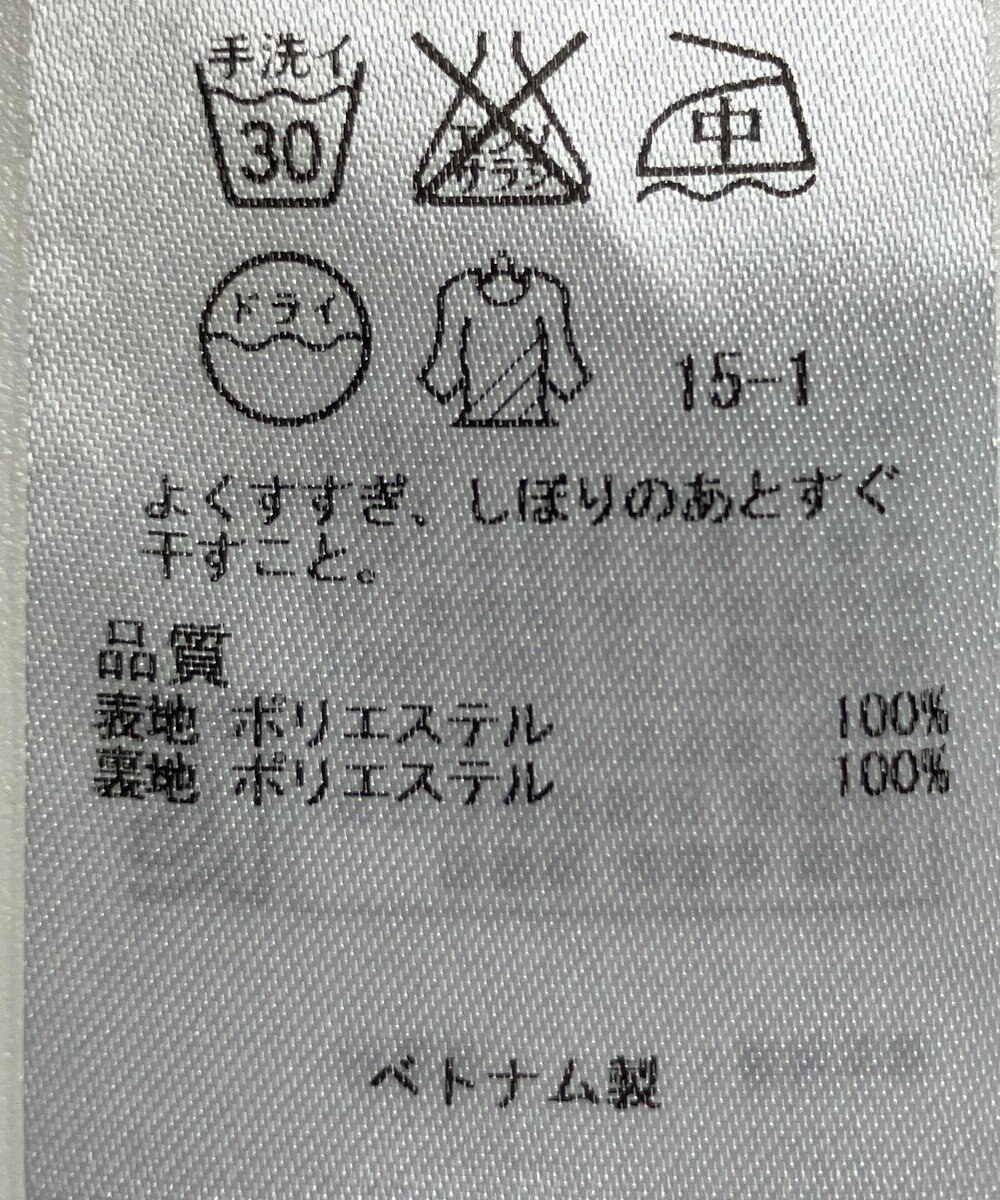 手洗イ
30
エンソ
サラシ
中
ドライ
15-1
よくすすぎ、しぼりのあとすぐ
干すこと。
品質
表地 ポリエステル 100%
裏地 ポリエステル 100%
ベトナム製